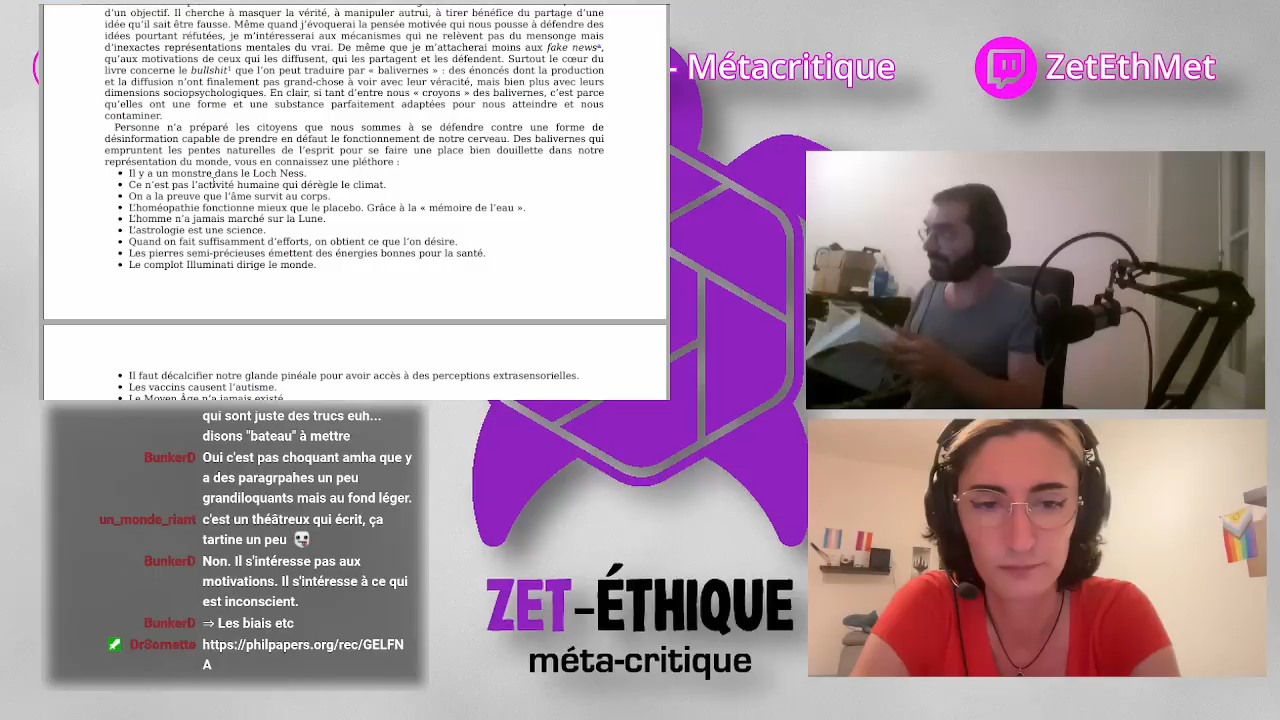 d'un objectif. Il cherche à masquer la vérité, à manipuler autrui, à tirer bénéfice du partage d'une
idée qu'il sait être fausse. Même quand j'évoquerai la pensée motivée qui nous pousse à défendre des
idées pourtant réfutées, je m'intéresserai aux mécanismes qui ne relèvent pas du mensonge mais
d'inexactes représentations mentales du vrai. De même que je m'attacherai moins aux fake newsª,
qu'aux motivations de ceux qui les diffusent, qui les partagent et les défendent. Surtout le cœur du
livre concerne le bullshit¹ que l'on peut traduire par « balivernes » : des énoncés dont la production
et la diffusion n'ont finalement pas grand-chose à voir avec leur véracité, mais bien plus avec leurs
dimensions sociopsychologiques. En clair, si tant d'entre nous « croyons » des balivernes, c'est parce
qu'elles ont une forme et une substance parfaitement adaptées pour nous atteindre et nous
contaminer.
Personne n'a préparé les citoyens que nous sommes à se défendre contre une forme de
désinformation capable de prendre en défaut le fonctionnement de notre cerveau. Des balivernes qui
empruntent les pentes naturelles de l'esprit pour se faire une place bien douillette dans notre
représentation du monde, vous en connaissez une pléthore :
• Il y a un monstre dans le Loch Ness.
• Ce n'est pas l'activité humaine qui dérègle le climat.
• On a la preuve que l'âme survit au corps.
• L'homéopathie fonctionne mieux que le placebo. Grâce à la « mémoire de l'eau ».
• L'homme n'a jamais marché sur la Lune.
• L'astrologie est une science.
• Quand on fait suffisamment d'efforts, on obtient ce que l'on désire.
• Les pierres semi-précieuses émettent des énergies bonnes pour la santé.
• Le complot Illuminati dirige le monde.
• Il faut décalcifier notre glande pinéale pour avoir accès à des perceptions extrasensorielles.
• Les vaccins causent l'autisme.
• Le Moyen Âge n'a jamais existé
qui sont juste des trucs euh...
disons "bateau" à mettre
BunkerD Oui c'est pas choquant amha que y
a des paragrpahes un peu
grandiloquants mais au fond léger.
un_monde_riant c'est un théâtreux qui écrit, ça
tartine un peu
BunkerD Non. Il s'intéresse pas aux
motivations. Il s'intéresse à ce qui
est inconscient.
BunkerD ⇒ Les biais etc
DrSornette https://philpapers.org/rec/GELFN
A
- Métacritique
ZetEthMet
ZET-ÉTHIQUE
méta-critique